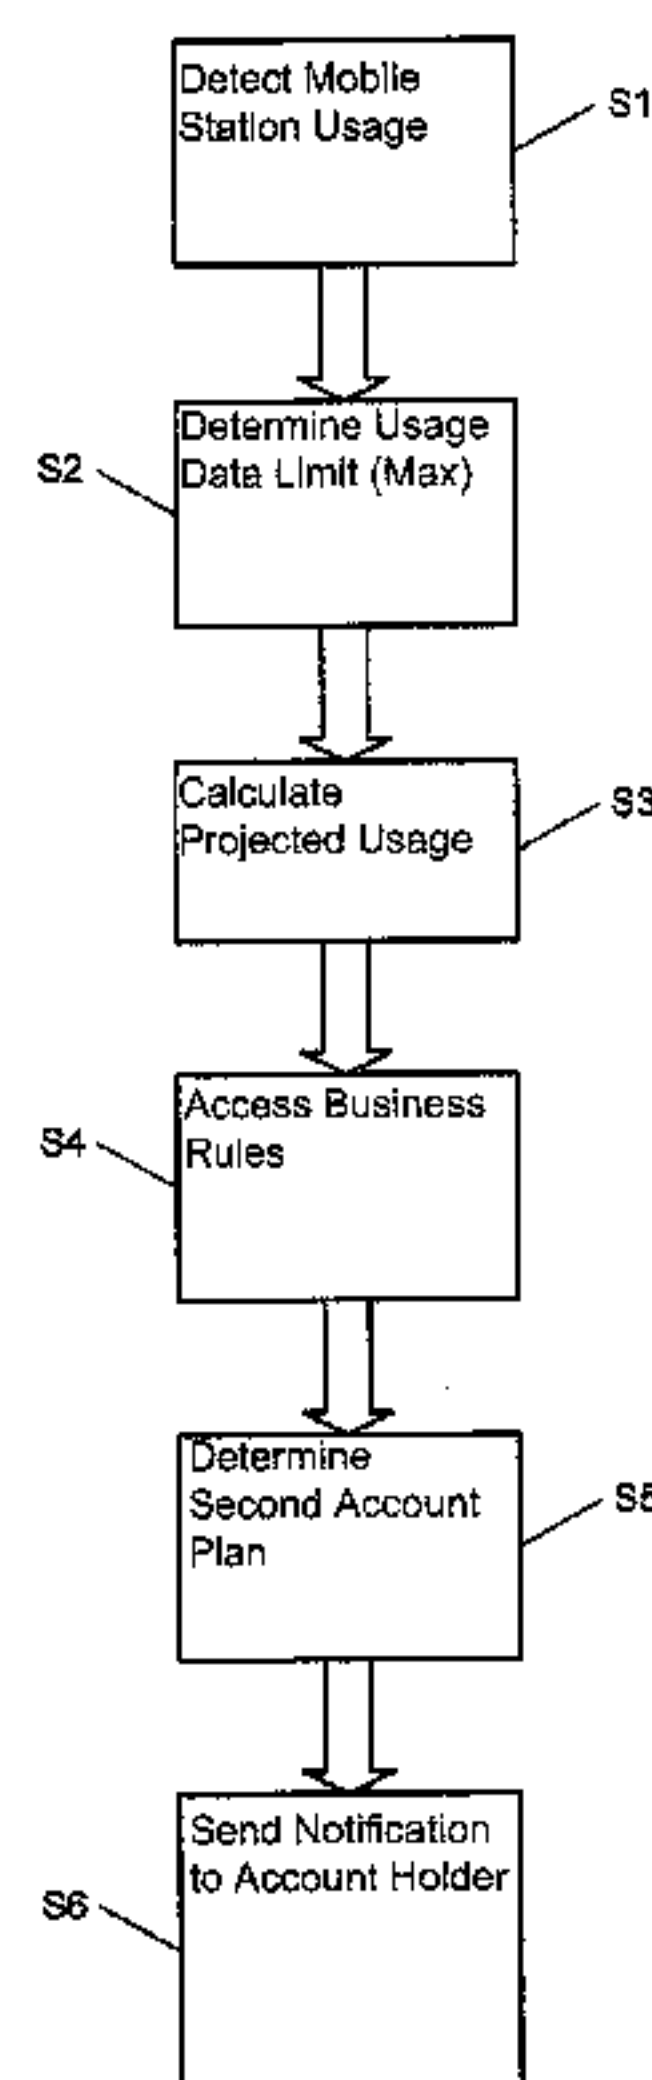 Detect Mobile
Station Usage
S1
Determine Usage
Data Limit (Max)
S2
Calculate
Projected Usage
S3
Access Business
Rules
S4
Determine
Second Account
Plan
S5
Send Notification
to Account Holder
S6